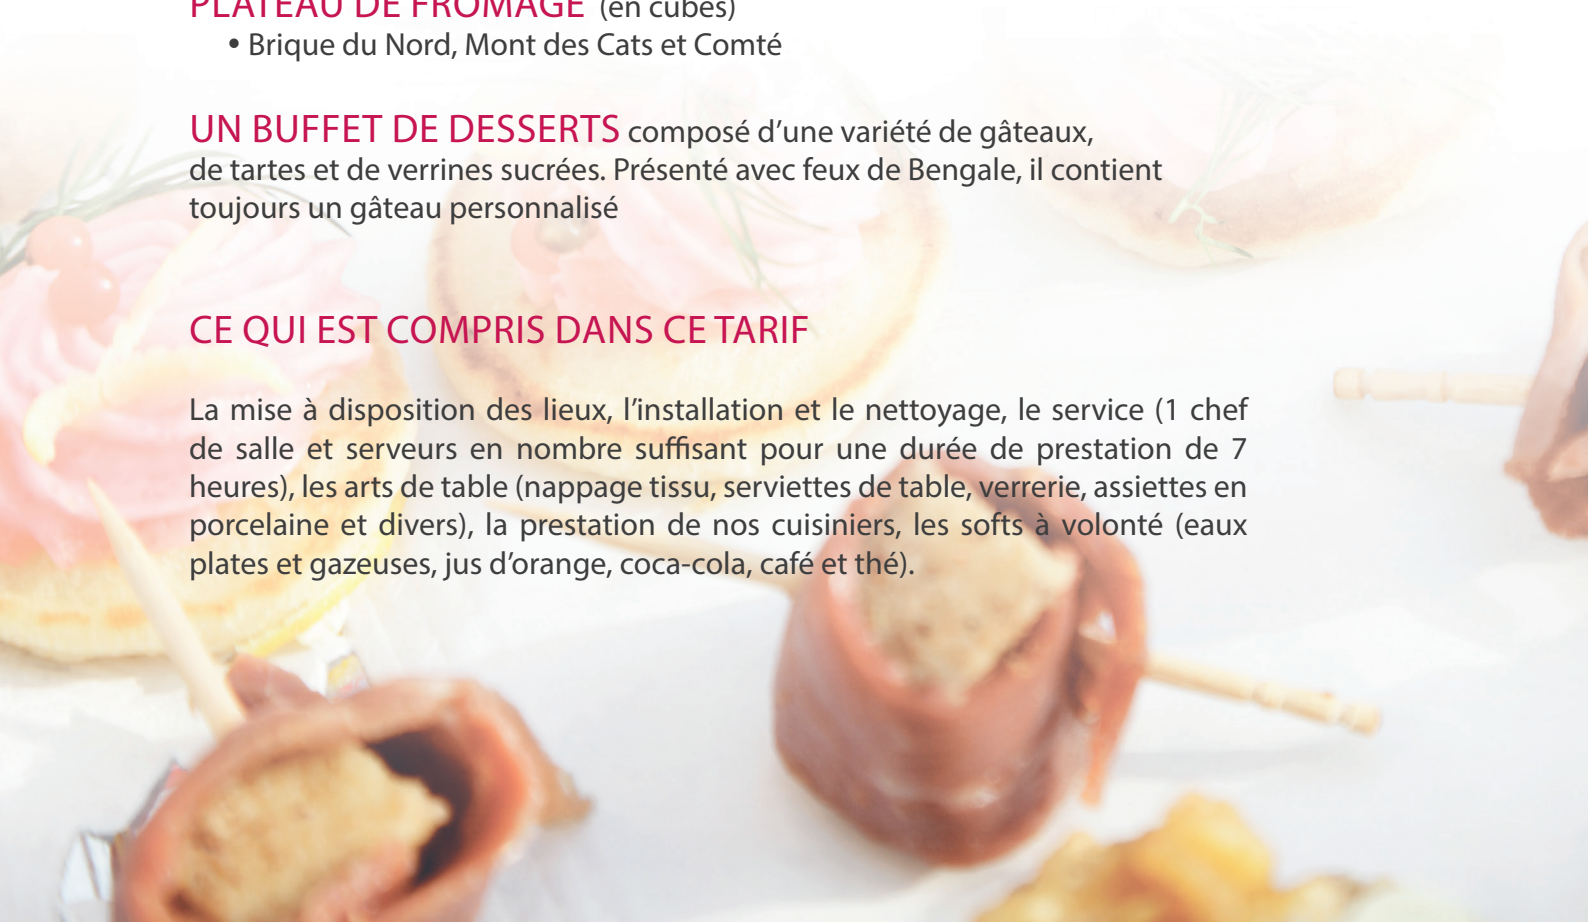 PLATEAU DE FROMAGE (en cubes)
• Brique du Nord, Mont des Cats et Comté
UN BUFFET DE DESSERTS composé d’une variété de gâteaux,
de tartes et de verrines sucrées. Présenté avec feux de Bengale, il contient
toujours un gâteau personnalisé
CE QUI EST COMPRIS DANS CE TARIF
La mise à disposition des lieux, l’installation et le nettoyage, le service (1 chef
de salle et serveurs en nombre suffisant pour une durée de prestation de 7
heures), les arts de table (nappage tissu, serviettes de table, verrerie, assiettes en
porcelaine et divers), la prestation de nos cuisiniers, les softs à volonté (eaux
plates et gazeuses, jus d’orange, coca-cola, café et thé).